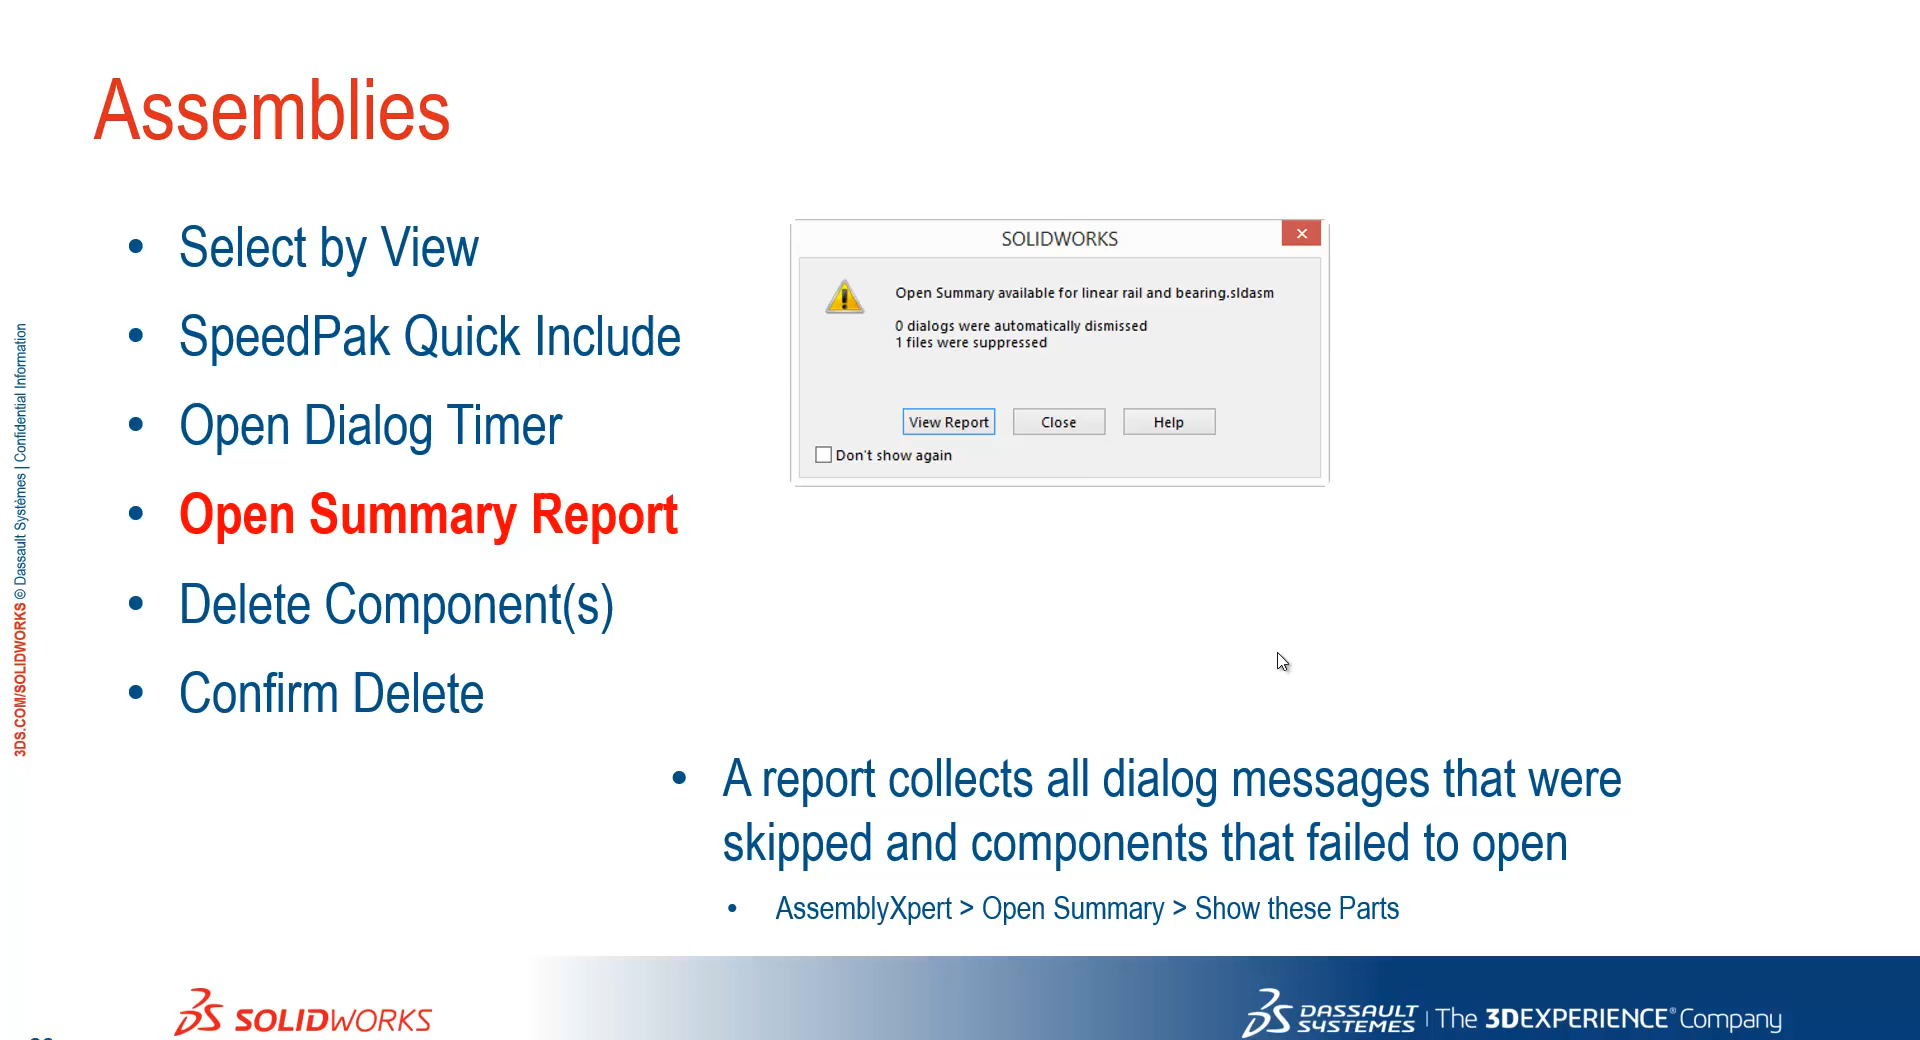 Assemblies
• Select by View
• SpeedPak Quick Include
• Open Dialog Timer
• Open Summary Report
• Delete Component(s)
• Confirm Delete
SOLIDWORKS
Open Summary available for linear rail and bearing.sldasm
0 dialogs were automatically dismissed
1 files were suppressed
View Report
Close
Help
Don't show again
• A report collects all dialog messages that were
skipped and components that failed to open
• AssemblyXpert > Open Summary > Show these Parts
3DS.COM/SOLIDWORKS © Dassault Systèmes | Confidential Information
SOLIDWORKS
DASSAULT
SYSTEMES | The 3DEXPERIENCE® Company